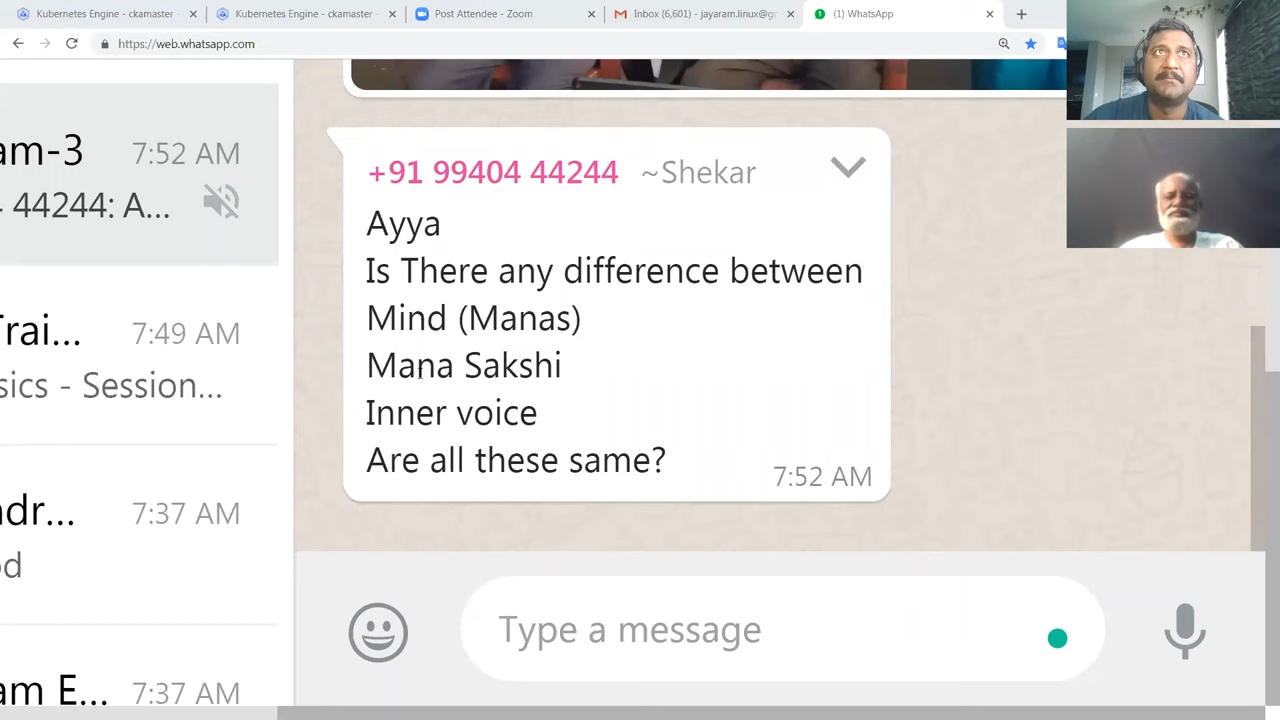 Kubernetes Engine - ckamaster
Kubernetes Engine - ckamaster
Post Attendee - Zoom
Inbox (6,601) - jayaram.linux@g
(1) WhatsApp
https://web.whatsapp.com
am-3
7:52 AM
44244: A...
Trai...
7:49 AM
sics - Session...
adr...
7:37 AM
od
am E...
7:37 AM
+91 99404 44244 ~Shekar
Ayya
Is There any difference between
Mind (Manas)
Mana Sakshi
Inner voice
Are all these same?
7:52 AM
Type a message